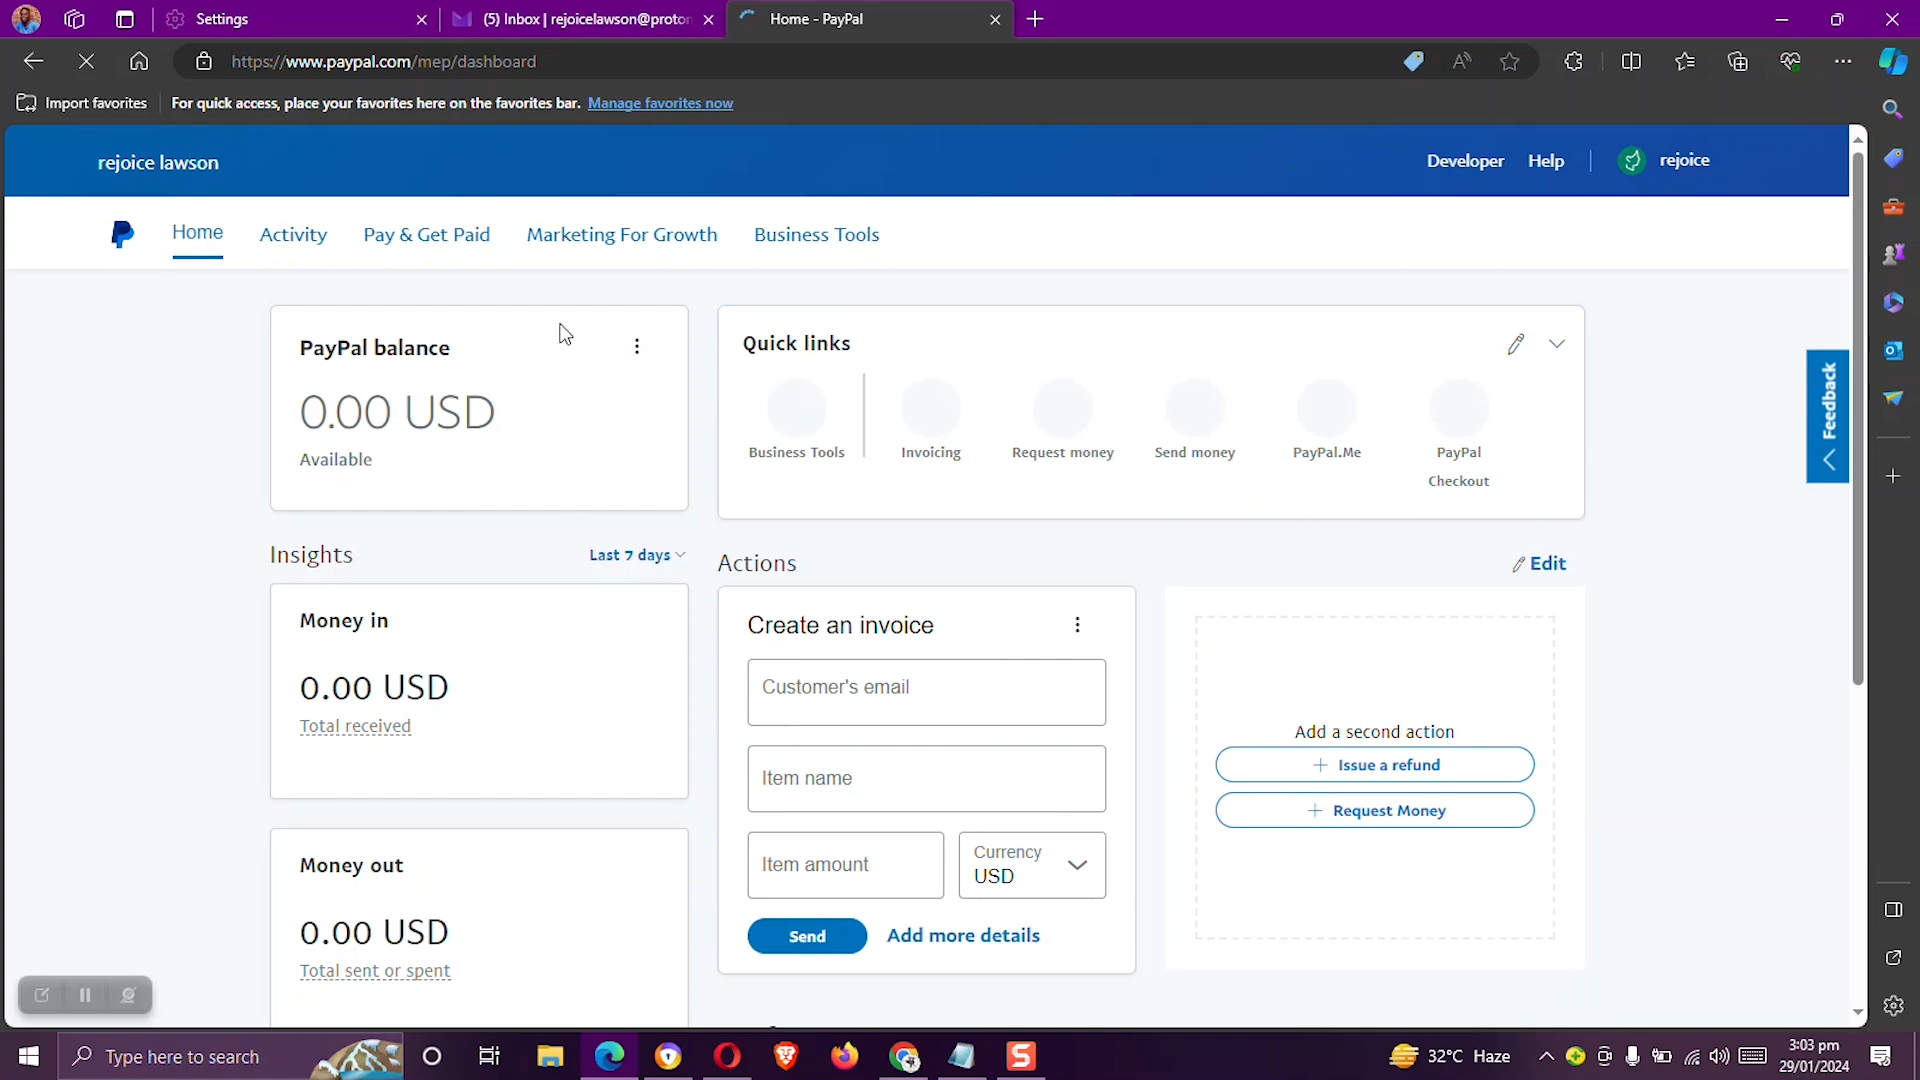 Settings
(5) Inbox | rejoicelawson@proton
Home - PayPal
https://www.paypal.com/mep/dashboard
Import favorites
For quick access, place your favorites here on the favorites bar. Manage favorites now
rejoice lawson
Developer
Help
rejoice
Home
Activity
Pay & Get Paid
Marketing For Growth
Business Tools
PayPal balance
0.00 USD
Available
Quick links
Business Tools
Invoicing
Request money
Send money
PayPal.Me
PayPal
Checkout
Feedback
Insights
Last 7 days
Money in
0.00 USD
Total received
Money out
0.00 USD
Total sent or spent
Actions
Edit
Create an invoice
Customer's email
Item name
Item amount
Currency
USD
Send
Add more details
Add a second action
Issue a refund
Request Money
Type here to search
32°C Haze
3:03 pm
29/01/2024